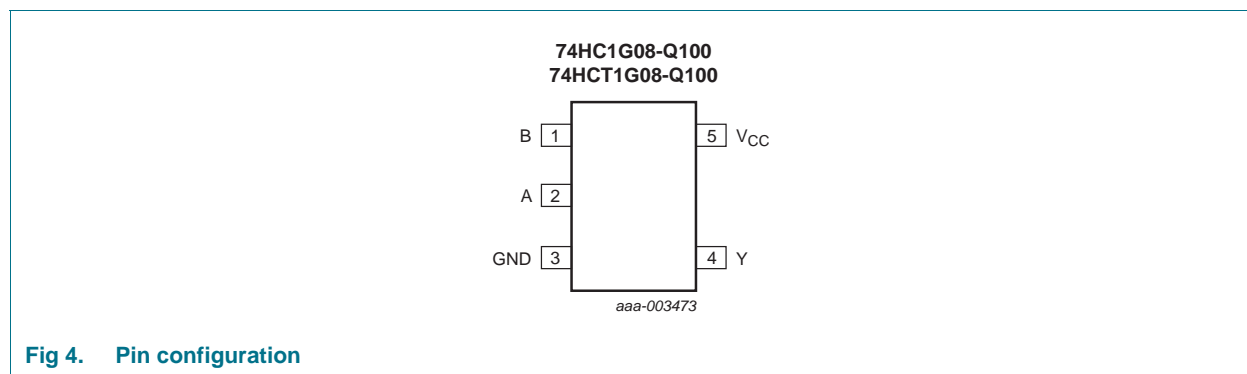 74HC1G08-Q100
74HCT1G08-Q100
B 1 5 VCC
A 2
GND 3 4 Y
aaa-003473
Fig 4. Pin configuration